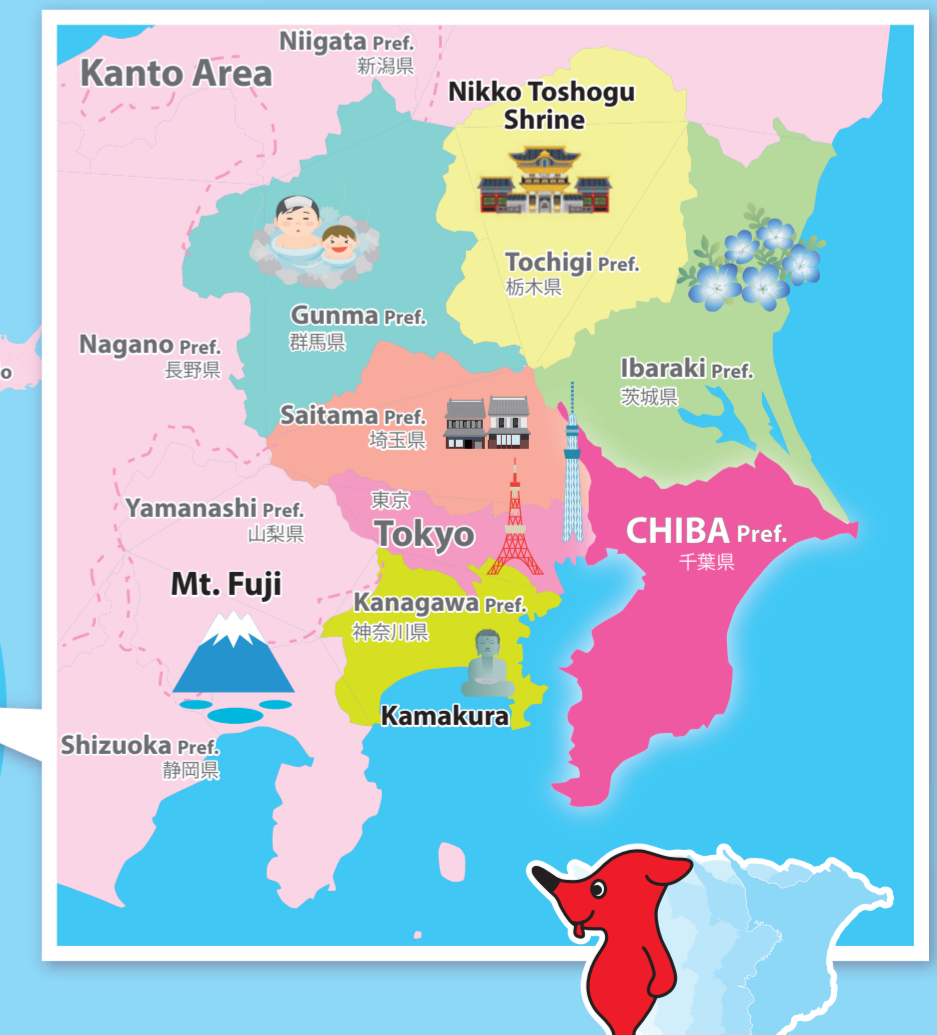 Kanto Area
Niigata Pref.
新潟県
Nikko Toshogu
Shrine
Tochigi Pref.
栃木県
Gunma Pref.
群馬県
Nagano Pref.
長野県
o
Ibaraki Pref.
茨城県
Saitama Pref.
埼玉県
Yamanashi Pref.
山梨県
東京
Tokyo
CHIBA Pref.
千葉県
Mt. Fuji
Kanagawa Pref.
神奈川県
Kamakura
Shizuoka Pref.
静岡県